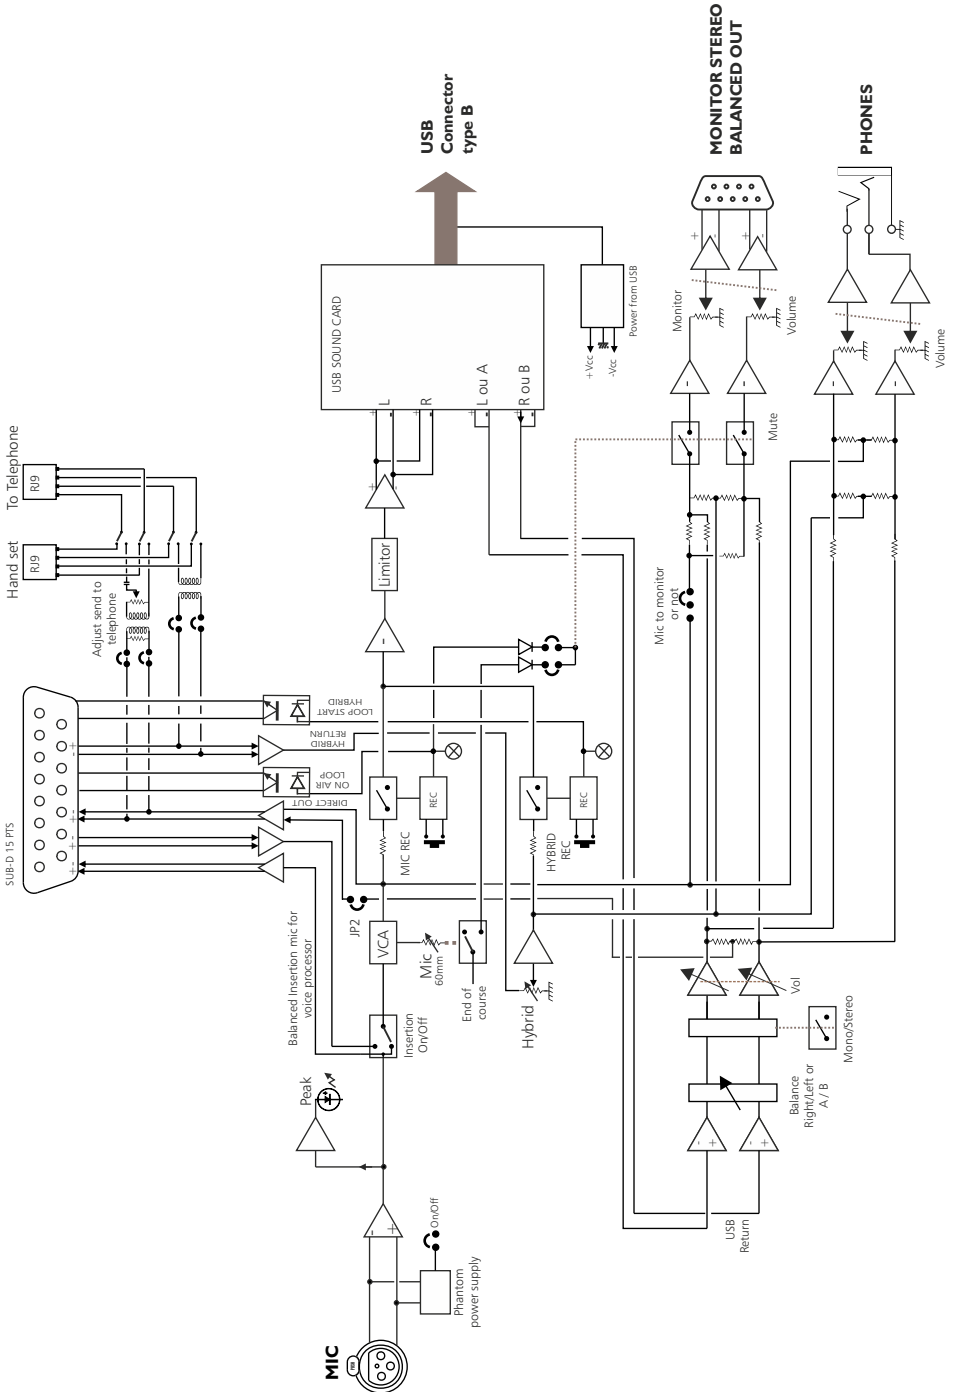 MIC
PUSH
Phantom
power supply
On/Off
Peak
Balanced Insertion mic for
voice processor
Insertion
On/Off
VCA
JP2
Mic
60mm
End of
course
Hybrid
MIC REC
REC
HYBRID
REC
REC
DIRECT OUT
ON AIR
LOOP
HYBRID
RETURN
LOOP START
HYBRID
SUB-D 15 PTS
Adjust send to
telephone
Hand set
RJ9
To Telephone
RJ9
Limitor
USB SOUND CARD
L
R
L ou A
R ou B
USB
Connector
type B
Power from USB
+Vcc
-Vcc
Mic to monitor
or not
Mute
Monitor
Volume
MONITOR STEREO
BALANCED OUT
PHONES
Volume
USB
Return
Balance
Right/Left or
A / B
Mono/Stereo
Vol